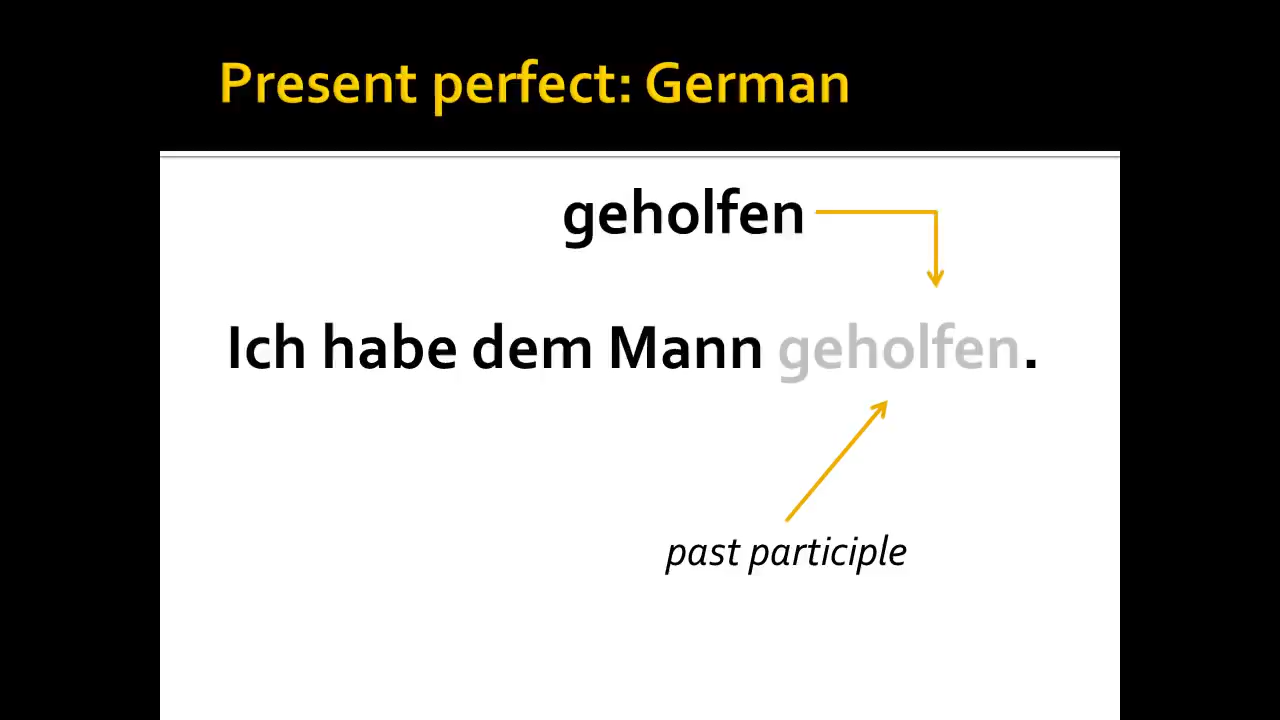 Present perfect: German
geholfen
Ich habe dem Mann geholfen.
past participle